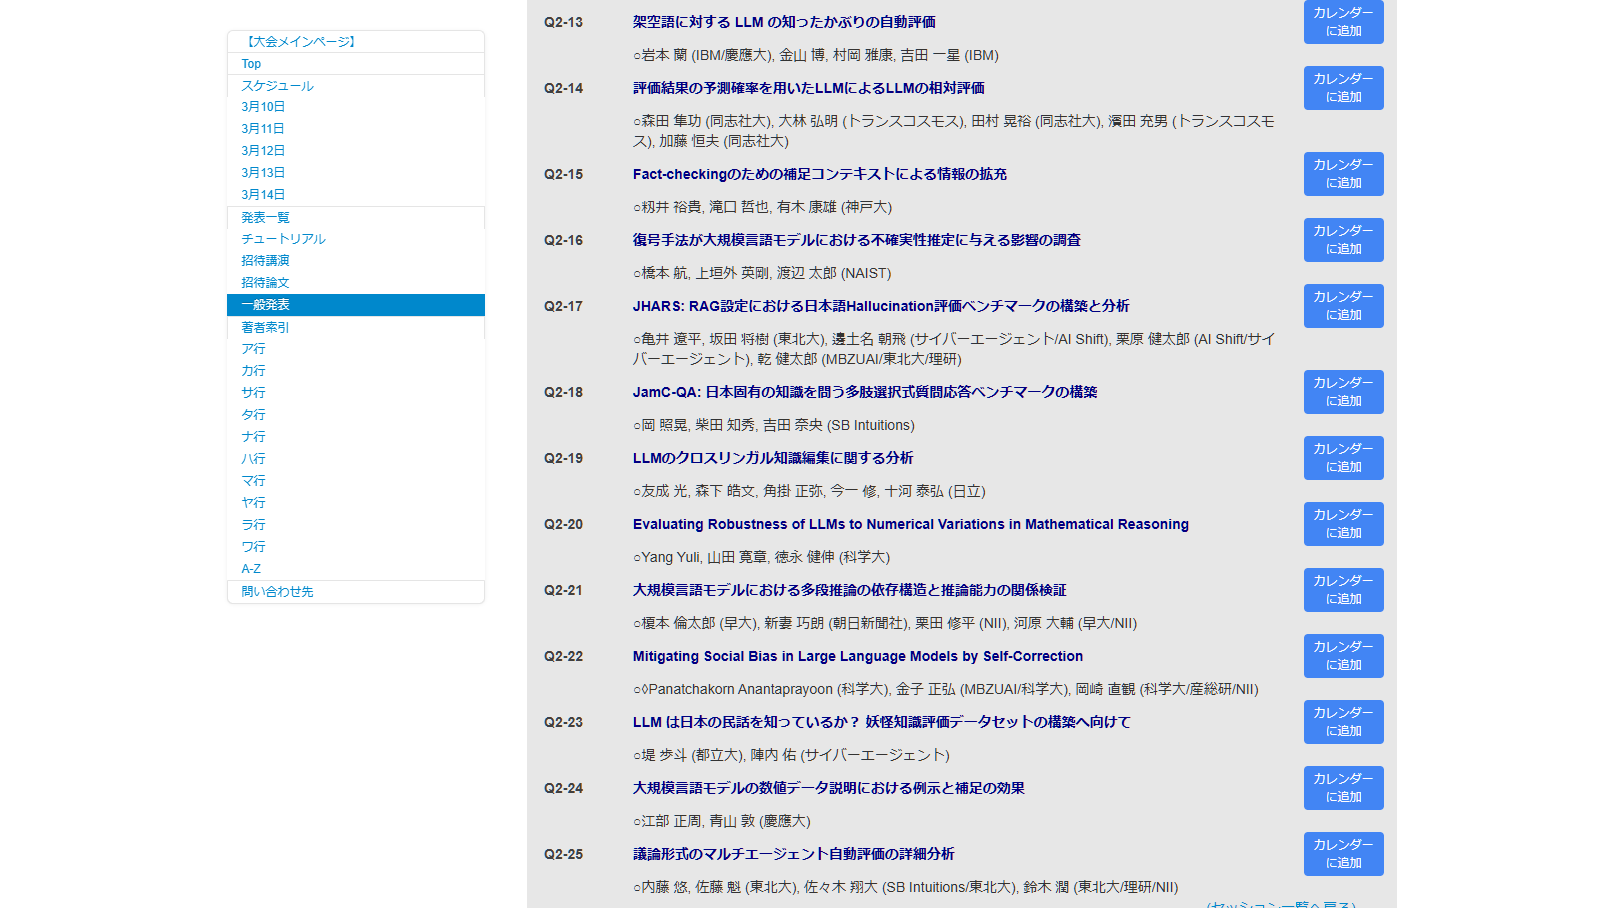 【大会メインページ】
Top
スケジュール
3月10日
3月11日
3月12日
3月13日
3月14日
発表一覧
チュートリアル
招待講演
招待論文
一般発表
著者索引
ア行
カ行
サ行
タ行
ナ行
ハ行
マ行
ヤ行
ラ行
ワ行
A-Z
問い合わせ先
Q2-13 架空語に対する LLM の知ったかぶりの自動評価
カレンダー
に追加
○岩本 蘭 (IBM/慶應大), 金山 博, 村岡 雅康, 吉田 一星 (IBM)
Q2-14 評価結果の予測確率を用いたLLMによるLLMの相対評価
カレンダー
に追加
○森田 隼功 (同志社大), 大林 弘明 (トランスコスモス), 田村 晃裕 (同志社大), 濱田 充男 (トランスコスモ
ス), 加藤 恒夫 (同志社大)
Q2-15 Fact-checkingのための補足コンテキストによる情報の拡充
カレンダー
に追加
○籾井 裕貴, 滝口 哲也, 有木 康雄 (神戸大)
Q2-16 復号手法が大規模言語モデルにおける不確実性推定に与える影響の調査
カレンダー
に追加
○橋本 航, 上垣外 英剛, 渡辺 太郎 (NAIST)
Q2-17 JHARS: RAG設定における日本語Hallucination評価ベンチマークの構築と分析
カレンダー
に追加
○亀井 遼平, 坂田 将樹 (東北大), 邊土名 朝飛 (サイバーエージェント/AI Shift), 栗原 健太郎 (AI Shift/サイ
バーエージェント), 乾 健太郎 (MBZUAI/東北大/理研)
Q2-18 JamC-QA: 日本固有の知識を問う多肢選択式質問応答ベンチマークの構築
カレンダー
に追加
○岡 照晃, 柴田 知秀, 吉田 奈央 (SB Intuitions)
Q2-19 LLMのクロスリンガル知識編集に関する分析
カレンダー
に追加
○友成 光, 森下 皓文, 角掛 正弥, 今一 修, 十河 泰弘 (日立)
Q2-20 Evaluating Robustness of LLMs to Numerical Variations in Mathematical Reasoning
カレンダー
に追加
○Yang Yuli, 山田 寛章, 徳永 健伸 (科学大)
Q2-21 大規模言語モデルにおける多段推論の依存構造と推論能力の関係検証
カレンダー
に追加
○榎本 倫太郎 (早大), 新妻 巧朗 (朝日新聞社), 栗田 修平 (NII), 河原 大輔 (早大/NII)
Q2-22 Mitigating Social Bias in Large Language Models by Self-Correction
カレンダー
に追加
○◊Panatchakorn Anantaprayoon (科学大), 金子 正弘 (MBZUAI/科学大), 岡崎 直観 (科学大/産総研/NII)
Q2-23 LLM は日本の民話を知っているか？ 妖怪知識評価データセットの構築へ向けて
カレンダー
に追加
○堤 歩斗 (都立大), 陣内 佑 (サイバーエージェント)
Q2-24 大規模言語モデルの数値データ説明における例示と補足の効果
カレンダー
に追加
○江部 正周, 青山 敦 (慶應大)
Q2-25 議論形式のマルチエージェント自動評価の詳細分析
カレンダー
に追加
○内藤 悠, 佐藤 魁 (東北大), 佐々木 翔大 (SB Intuitions/東北大), 鈴木 潤 (東北大/理研/NII)
(セッション一覧へ戻る)